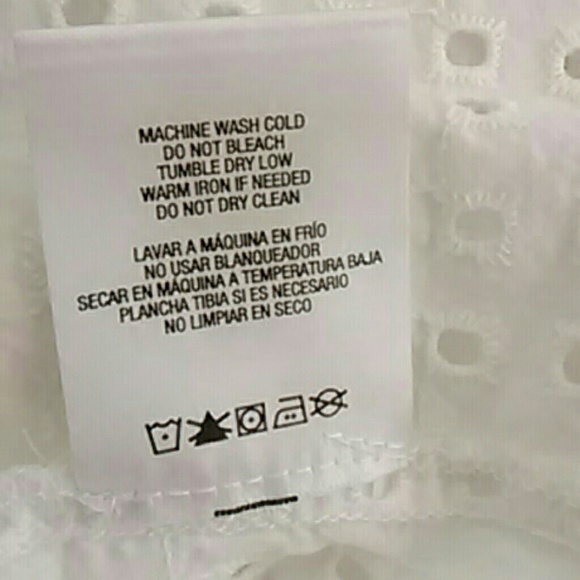 MACHINE WASH COLD
DO NOT BLEACH
TUMBLE DRY LOW
WARM IRON IF NEEDED
DO NOT DRY CLEAN
LAVAR A MÁQUINA EN FRÍO
NO USAR BLANQUEADOR
SECAR EN MÁQUINA A TEMPERATURA BAJA
PLANCHA TIBIA SI ES NECESARIO
NO LIMPIAR EN SECO